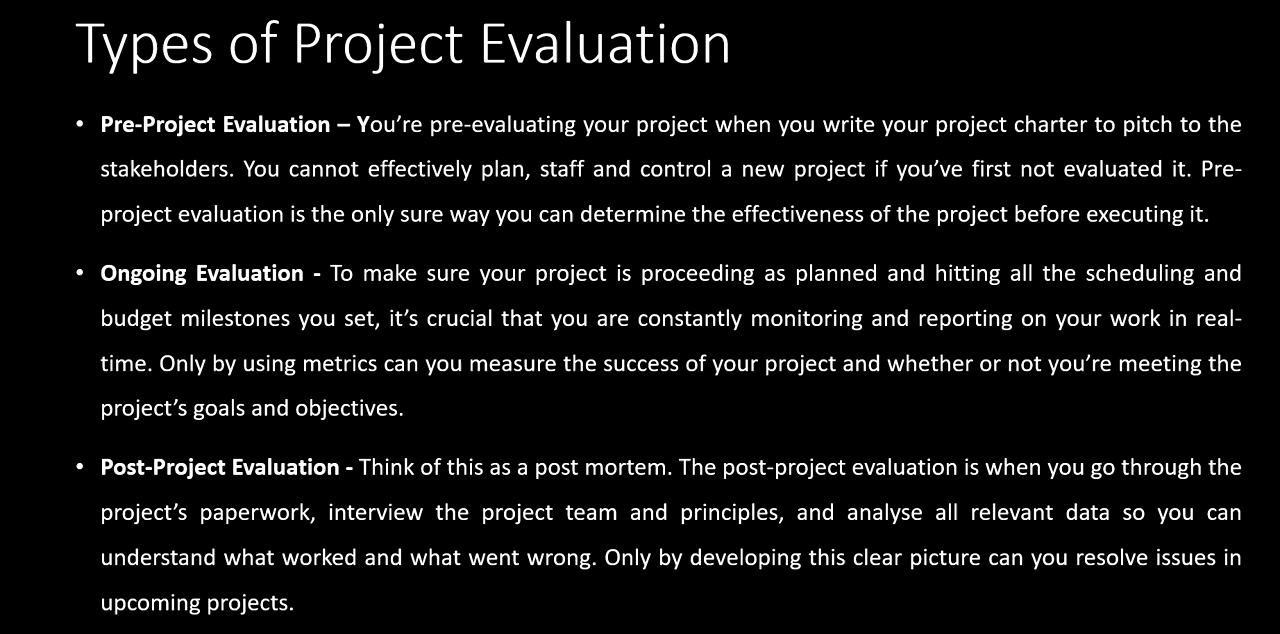 Types of Project Evaluation
• Pre-Project Evaluation – You’re pre-evaluating your project when you write your project charter to pitch to the
stakeholders. You cannot effectively plan, staff and control a new project if you’ve first not evaluated it. Pre-
project evaluation is the only sure way you can determine the effectiveness of the project before executing it.
• Ongoing Evaluation - To make sure your project is proceeding as planned and hitting all the scheduling and
budget milestones you set, it’s crucial that you are constantly monitoring and reporting on your work in real-
time. Only by using metrics can you measure the success of your project and whether or not you’re meeting the
project’s goals and objectives.
• Post-Project Evaluation - Think of this as a post mortem. The post-project evaluation is when you go through the
project’s paperwork, interview the project team and principles, and analyse all relevant data so you can
understand what worked and what went wrong. Only by developing this clear picture can you resolve issues in
upcoming projects.